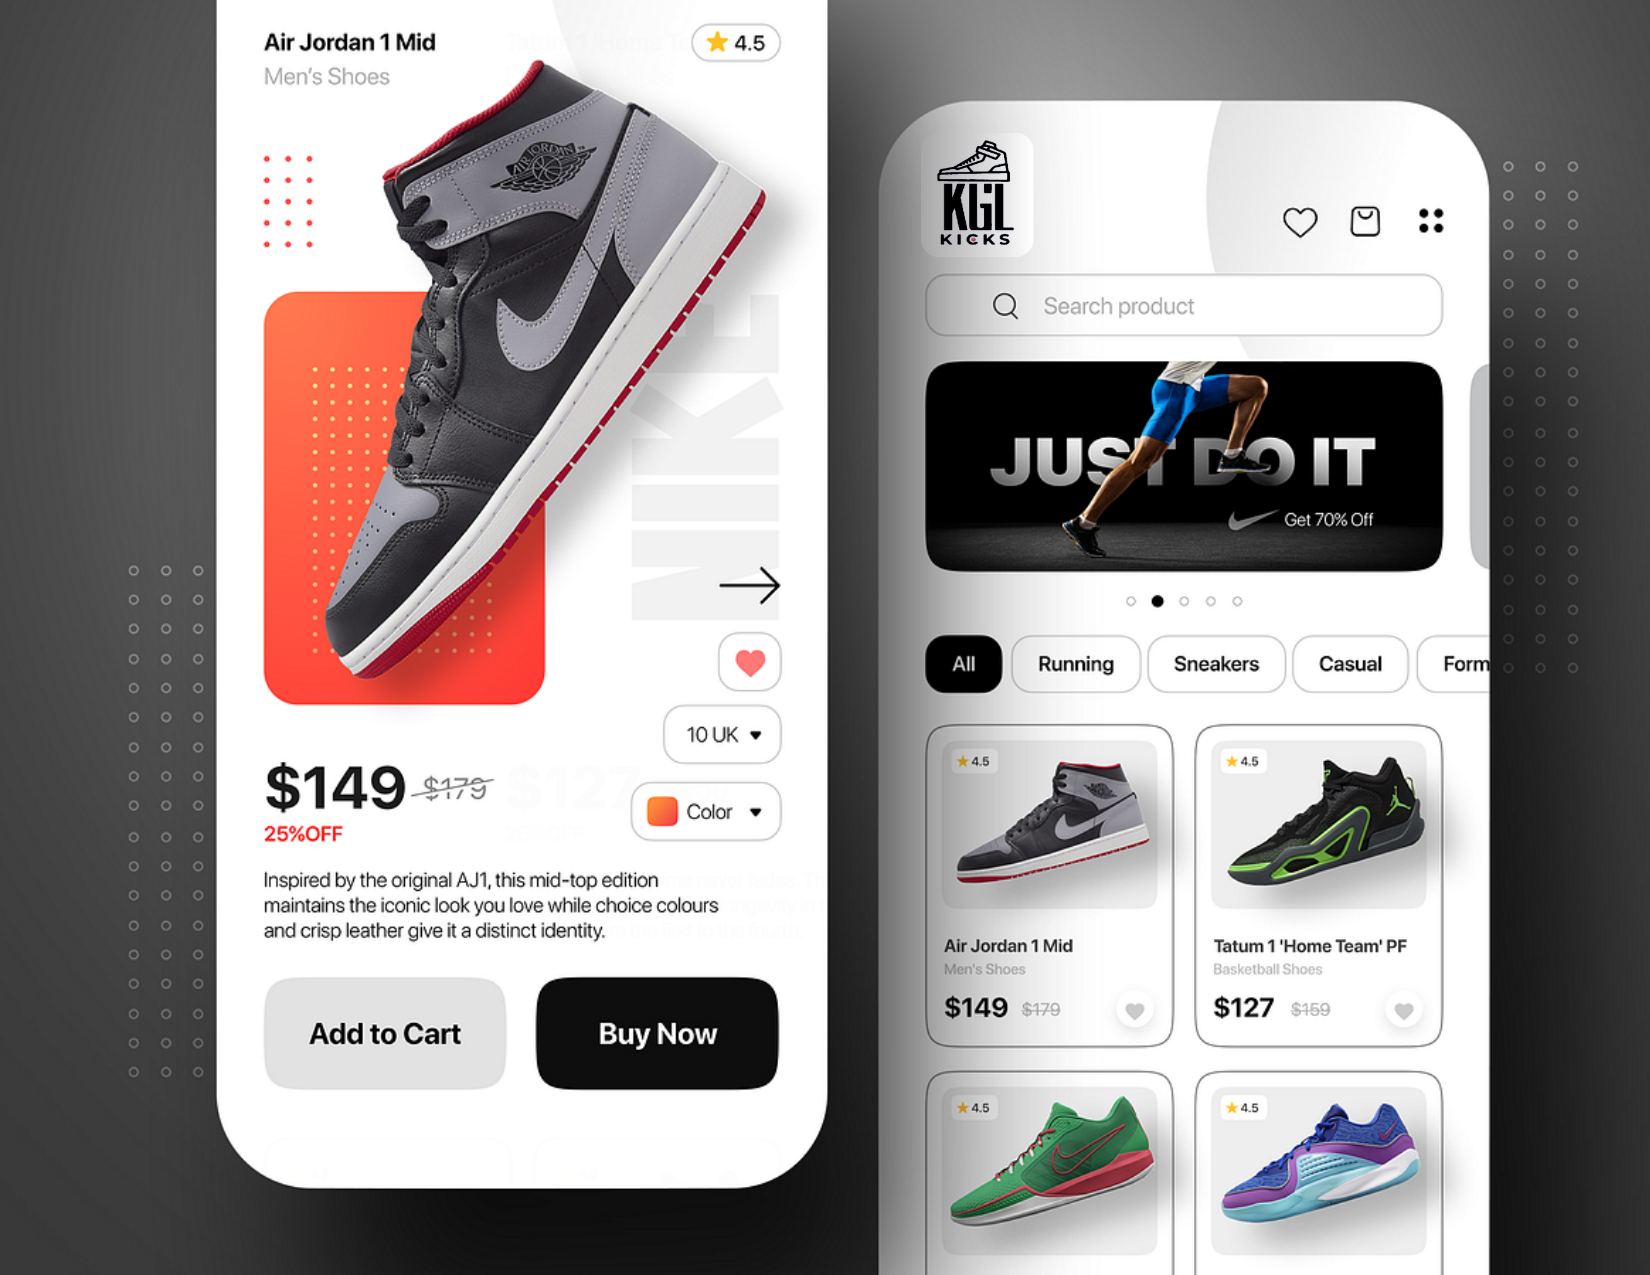 Air Jordan 1 Mid
4.5
Men's Shoes
AIR JORDAN
NIKE
10 UK
$149 $179
Color
25%OFF
Inspired by the original AJ1, this mid-top edition
maintains the iconic look you love while choice colours
and crisp leather give it a distinct identity.
Add to Cart
Buy Now
KGL
KICKS
Search product
JUST DO IT
Get 70% Off
All
Running
Sneakers
Casual
Form
4.5
Air Jordan 1 Mid
Men's Shoes
$149 $179
4.5
Tatum 1 'Home Team' PF
Basketball Shoes
$127 $159
4.5
4.5